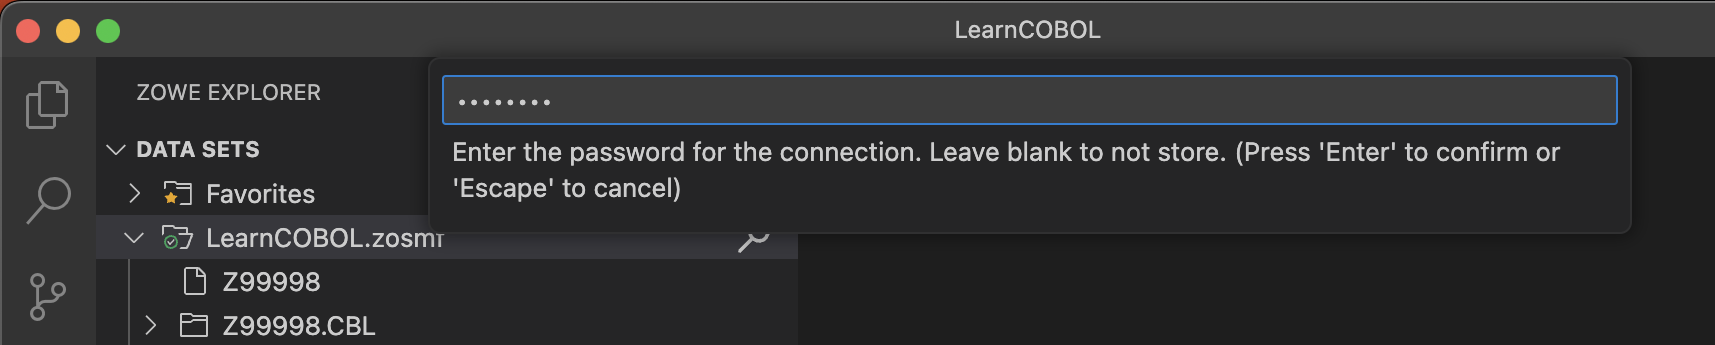 LearnCOBOL
ZOWE EXPLORER
••••••••
Enter the password for the connection. Leave blank to not store. (Press 'Enter' to confirm or
'Escape' to cancel)
DATA SETS
Favorites
LearnCOBOL.zosmf
Z99998
Z99998.CBL